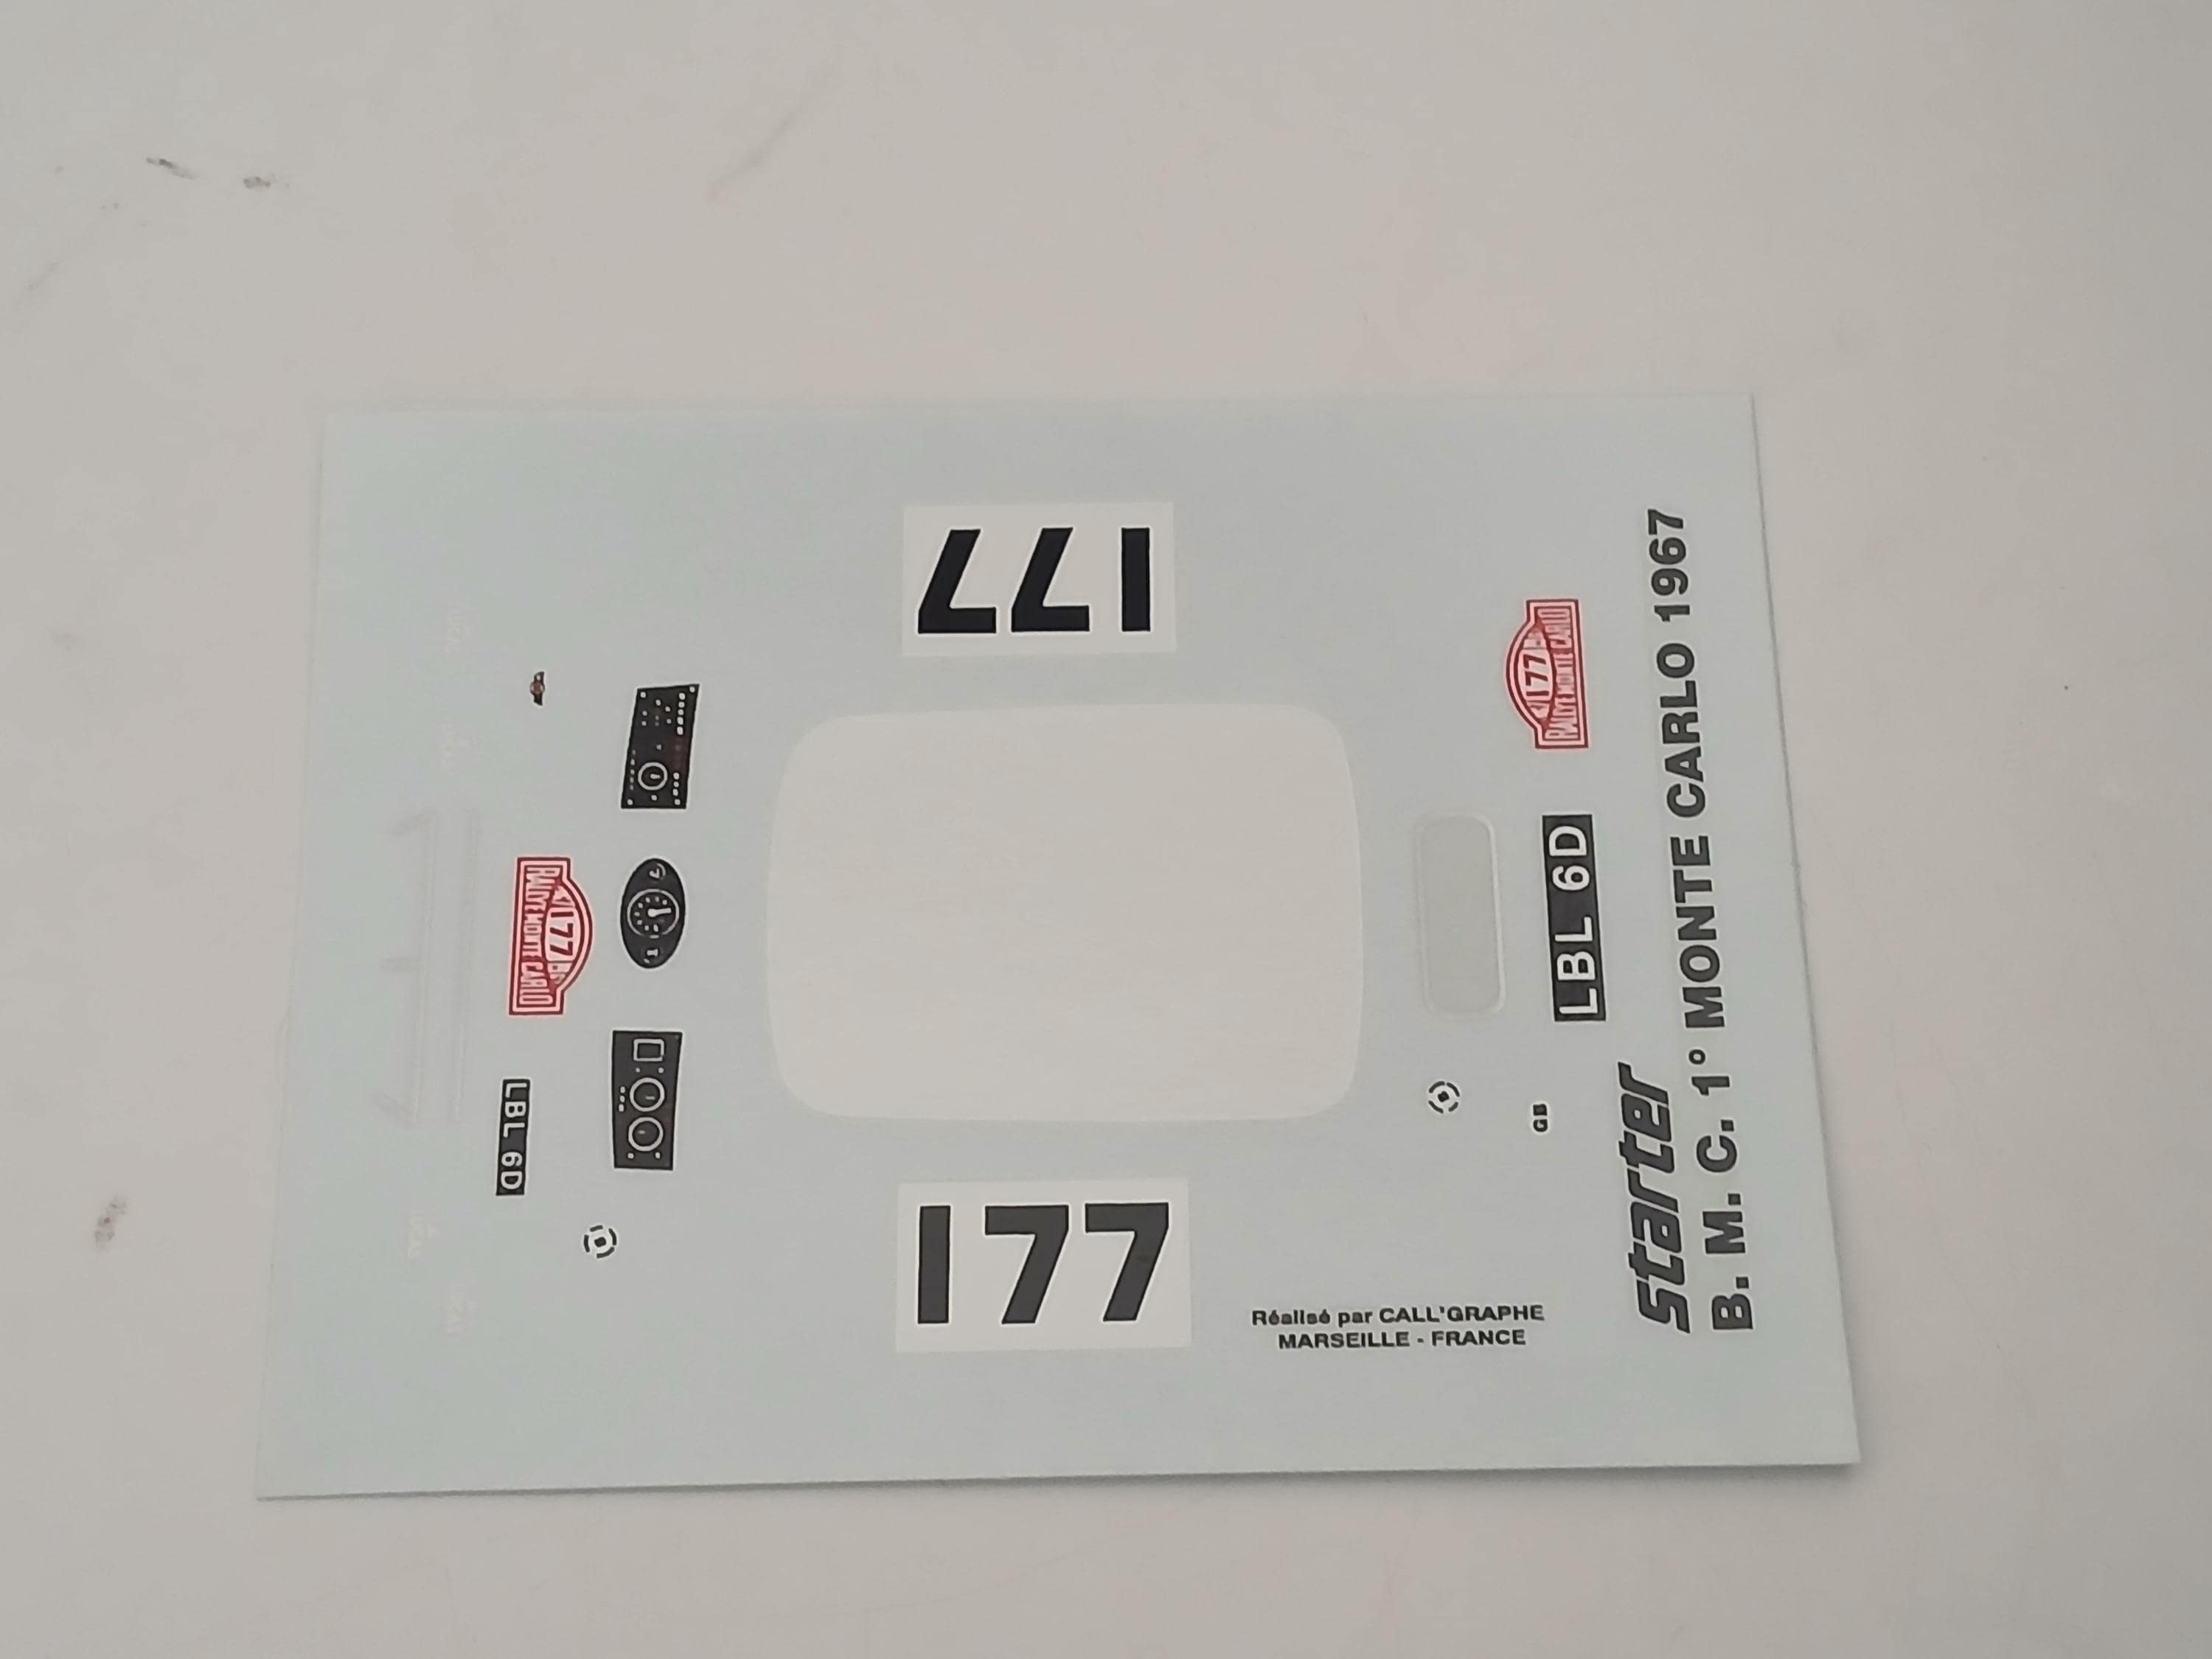 177
177
RALLYE MONTE CARLO
LBL 6D
177
RALLYE MONTE CARLO
LBL 6D
GB
177
Réalisé par CALL'GRAPHE
MARSEILLE - FRANCE
starter
B. M. C. 1° MONTE CARLO 1967